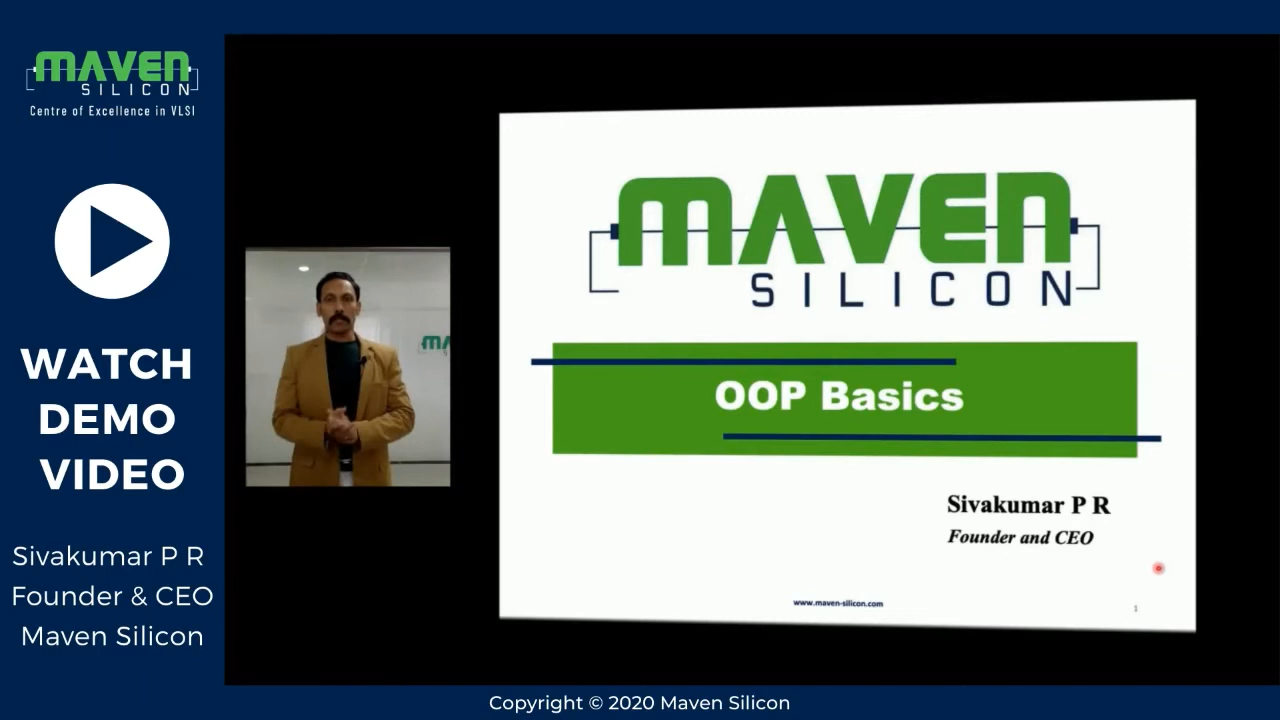 MAVEN
SILICON
Centre of Excellence in VLSI
WATCH
DEMO
VIDEO
Sivakumar P R
Founder & CEO
Maven Silicon
MAVEN
SILICON
OOP Basics
Sivakumar P R
Founder and CEO
www.maven-silicon.com
1
Copyright © 2020 Maven Silicon